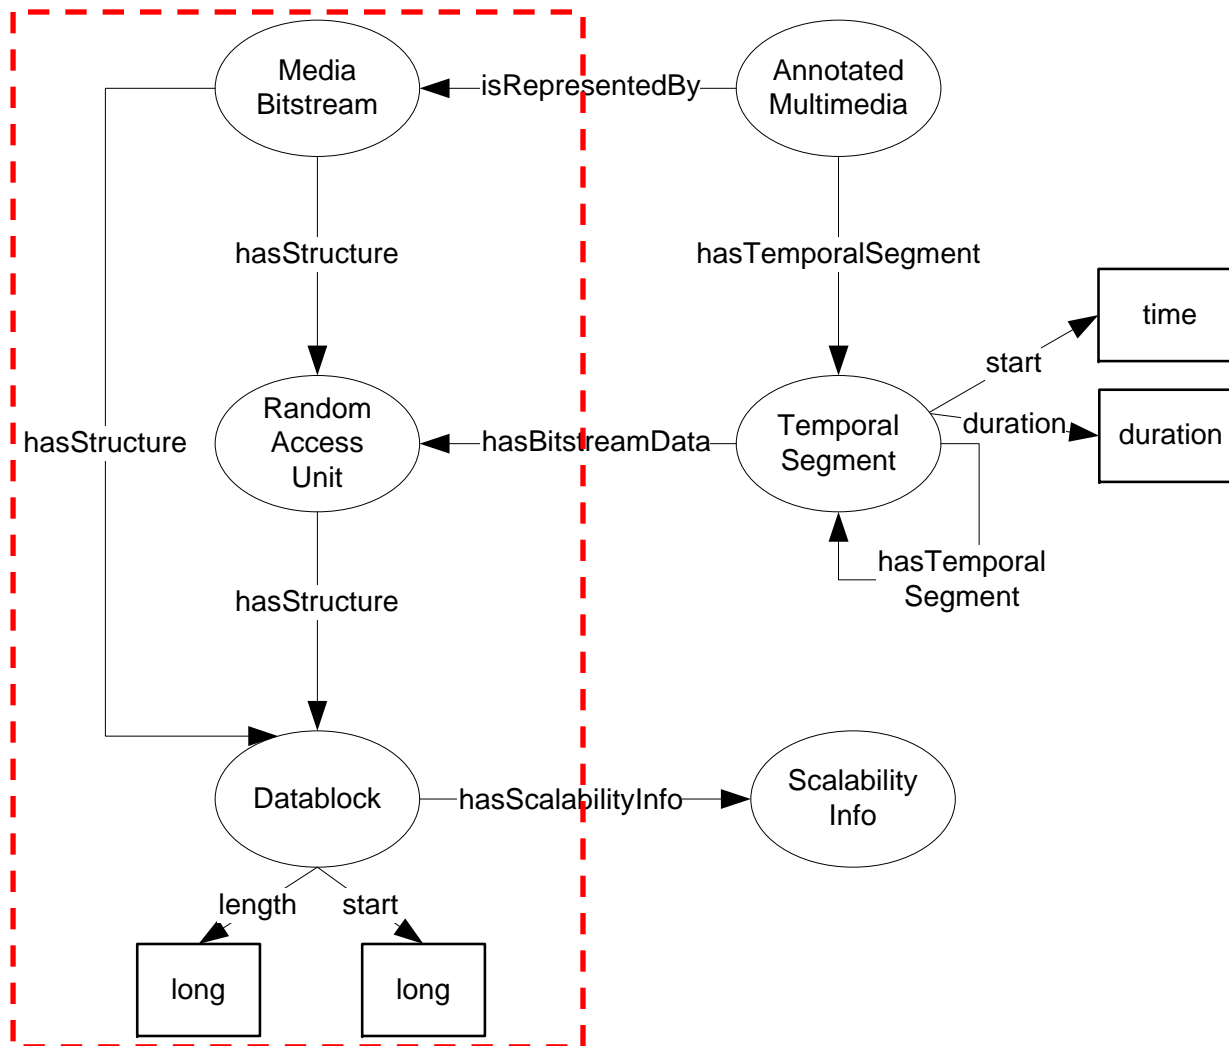 Media
Bitstream
isRepresentedBy
Annotated
Multimedia
hasStructure
hasTemporalSegment
time
start
Random
Access
Unit
hasStructure
hasBitstreamData
Temporal
Segment
duration
duration
hasTemporal
Segment
hasStructure
Datablock
hasScalabilityInfo
Scalability
Info
length
start
long
long